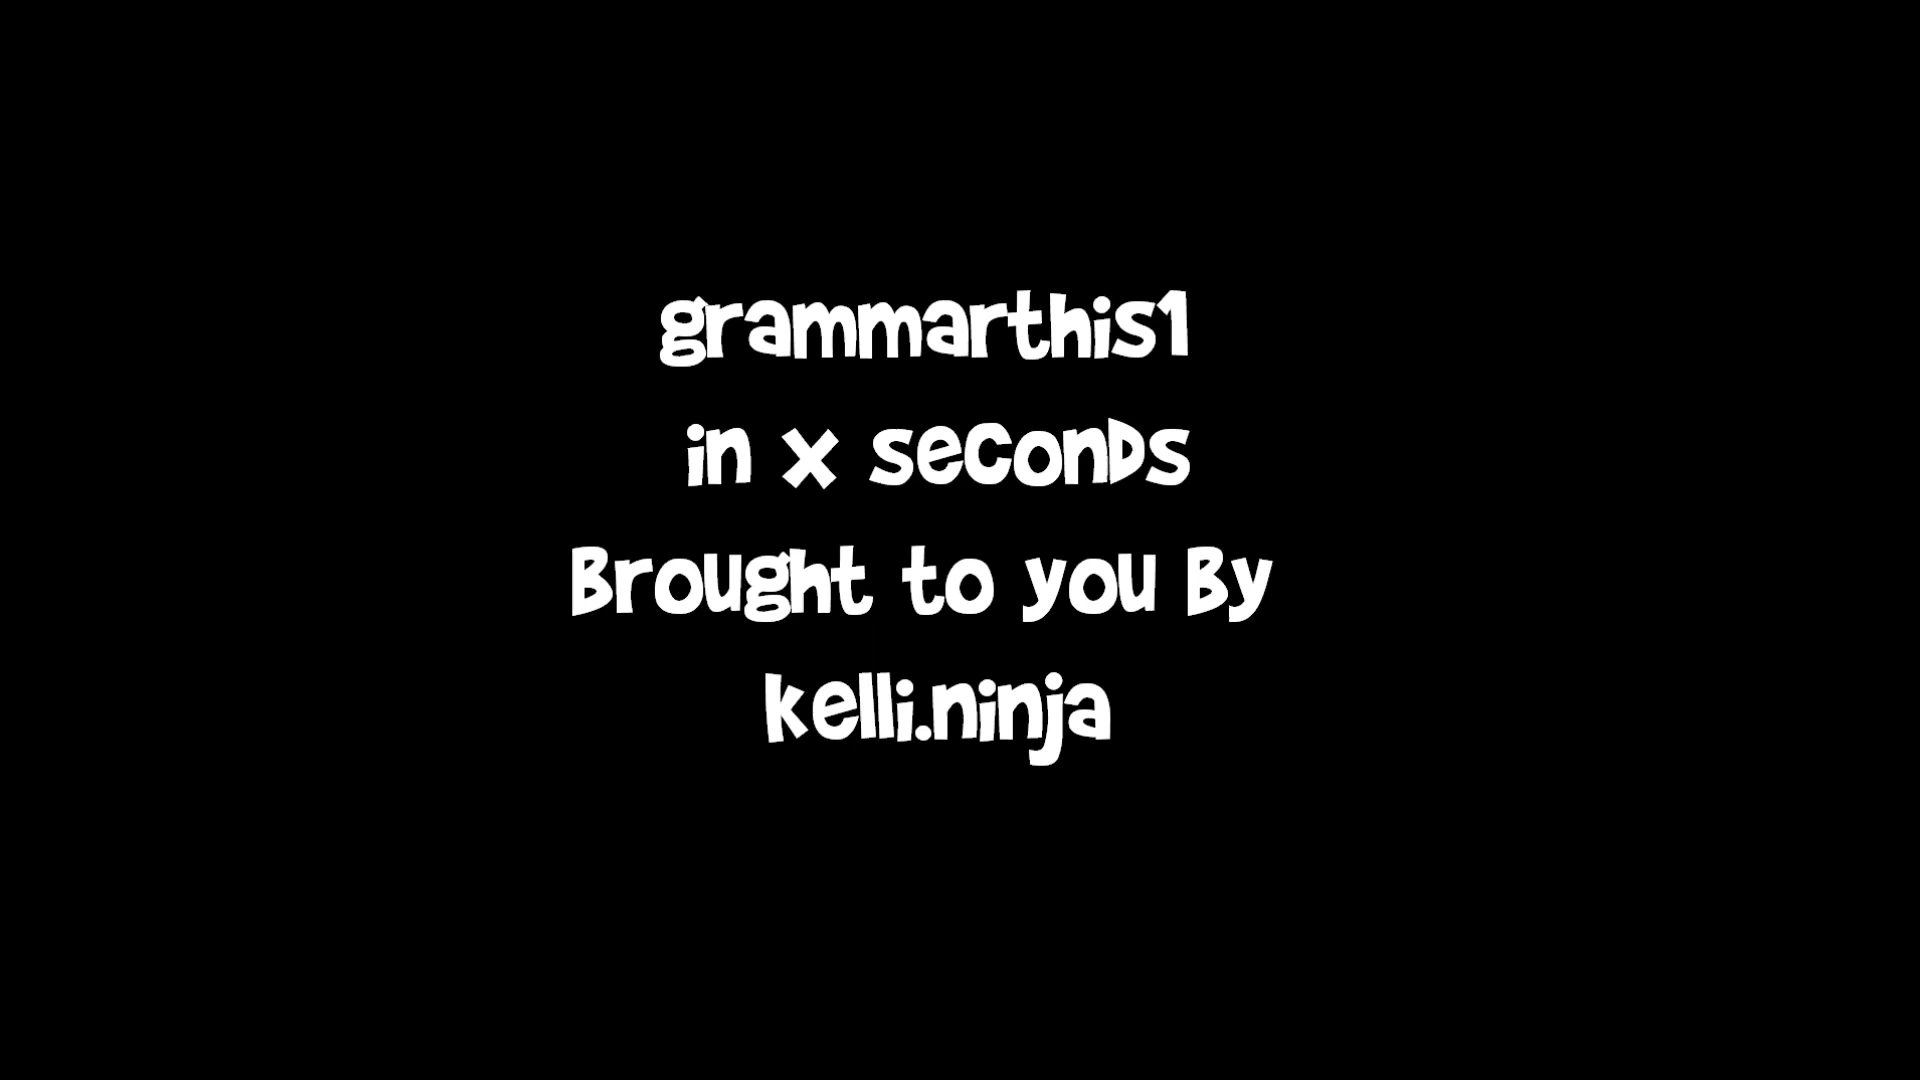 grammarthis1
in x seconds
Brought to you By
kelli.ninja